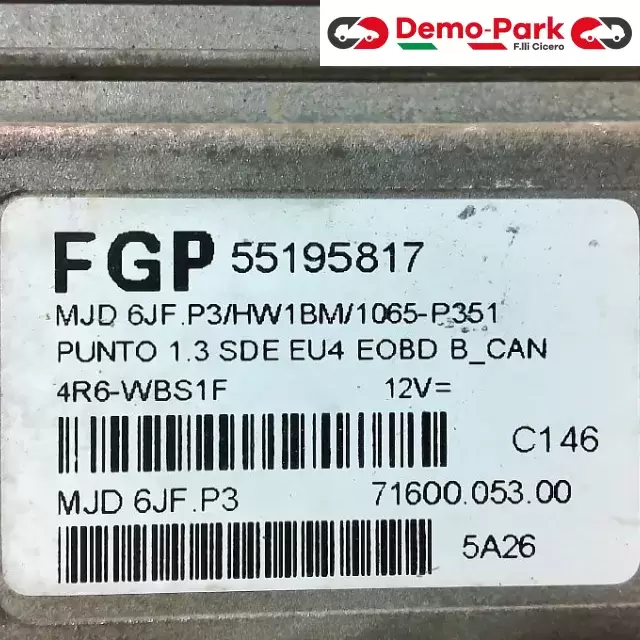 Demo-Park
F.lli Cicero
FGP 55195817
MJD 6JF.P3/HW1BM/1065-P351
PUNTO 1.3 SDE EU4 EOBD B_CAN
4R6-WBS1F 12V=
C146
MJD 6JF.P3 71600.053.00
5A26